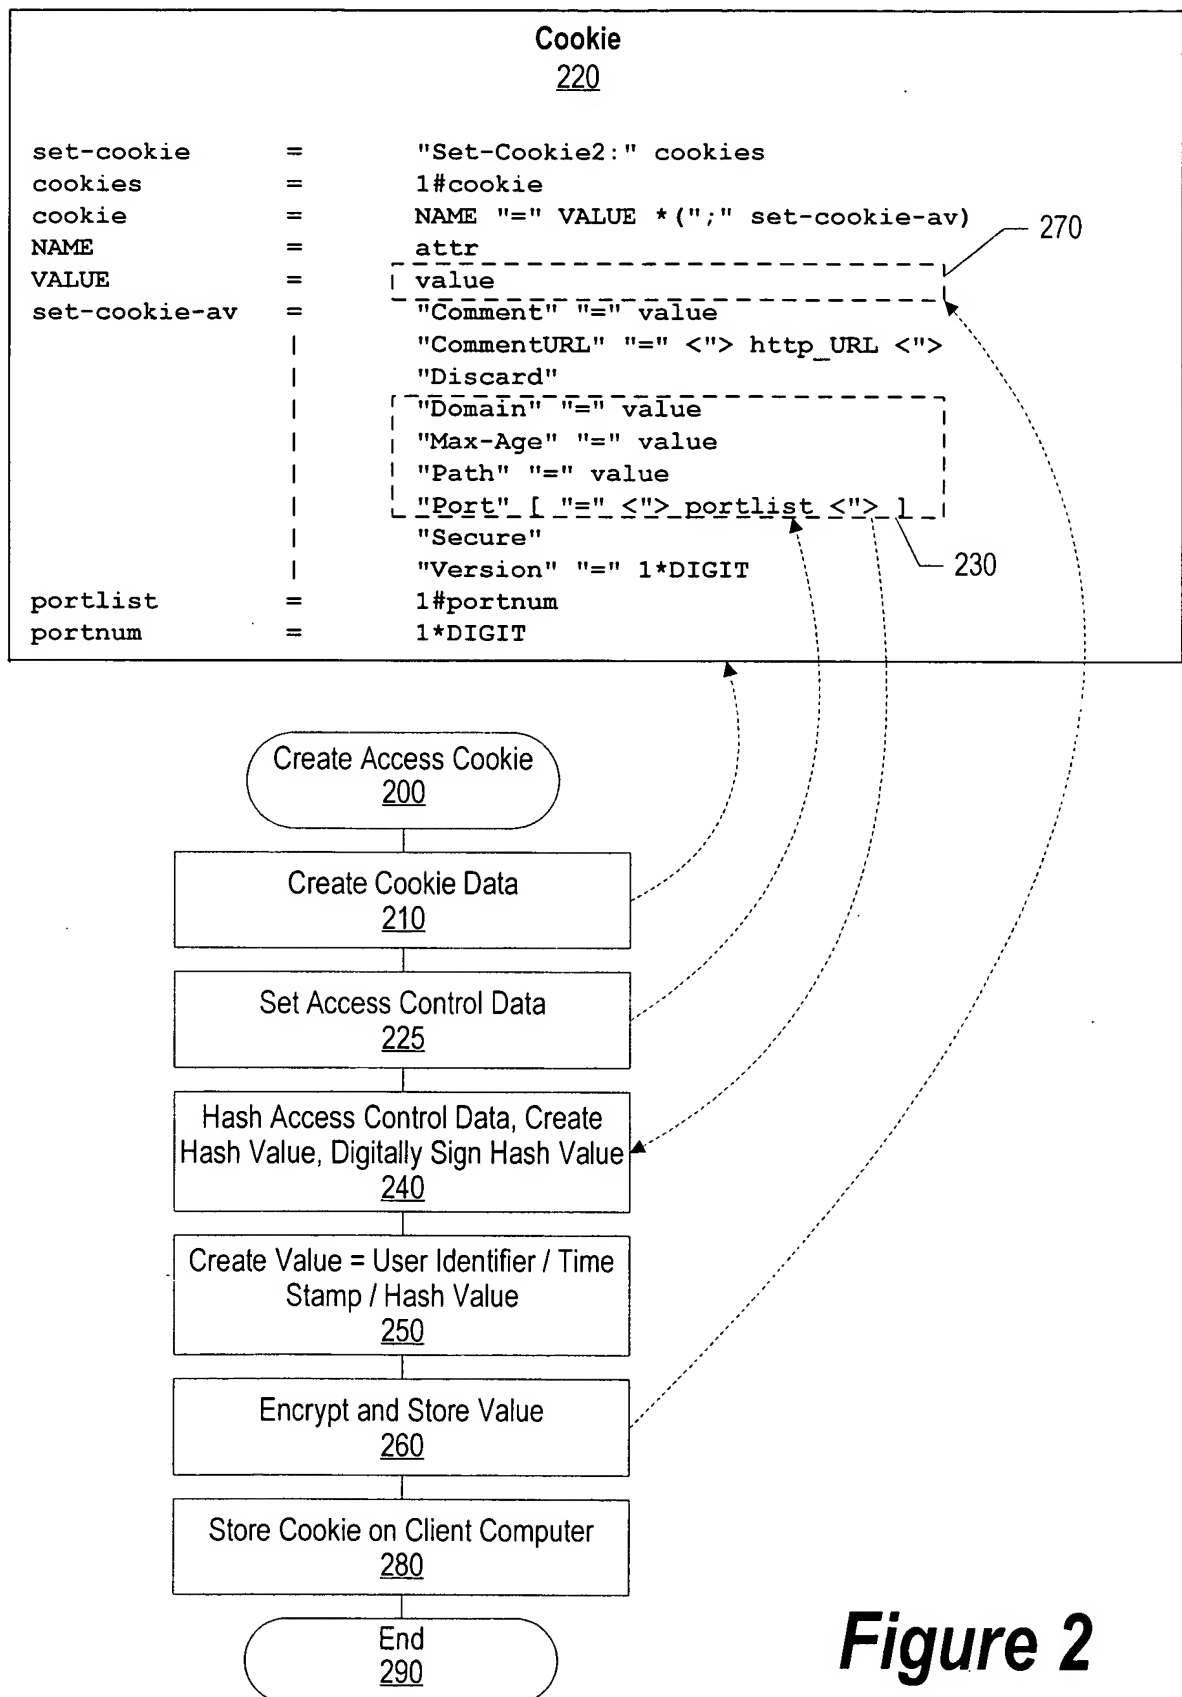 Cookie
220
set-cookie = "Set-Cookie2:" cookies
cookies = 1#cookie
cookie = NAME "=" VALUE *(";" set-cookie-av)
270
NAME = attr
VALUE = value
set-cookie-av = "Comment" "=" value
| "CommentURL" "=" <"> http_URL <">
| "Discard"
| "Domain" "=" value
| "Max-Age" "=" value
| "Path" "=" value
| "Port" [ "=" <"> portlist <"> ]
| "Secure"
230
| "Version" "=" 1*DIGIT
portlist = 1#portnum
portnum = 1*DIGIT
Create Access Cookie
200
Create Cookie Data
210
Set Access Control Data
225
Hash Access Control Data, Create
Hash Value, Digitally Sign Hash Value
240
Create Value = User Identifier / Time
Stamp / Hash Value
250
Encrypt and Store Value
260
Store Cookie on Client Computer
280
End
290
Figure 2